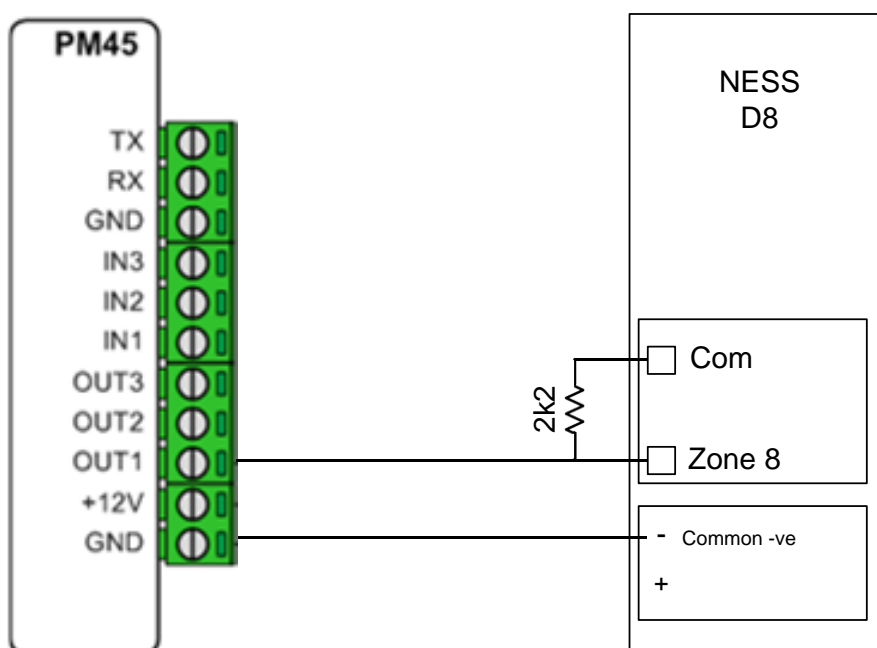 PM45
TX
RX
GND
IN3
IN2
IN1
OUT3
OUT2
OUT1
+12V
GND
2k2
NESS
D8
Com
Zone 8
- Common -ve
+